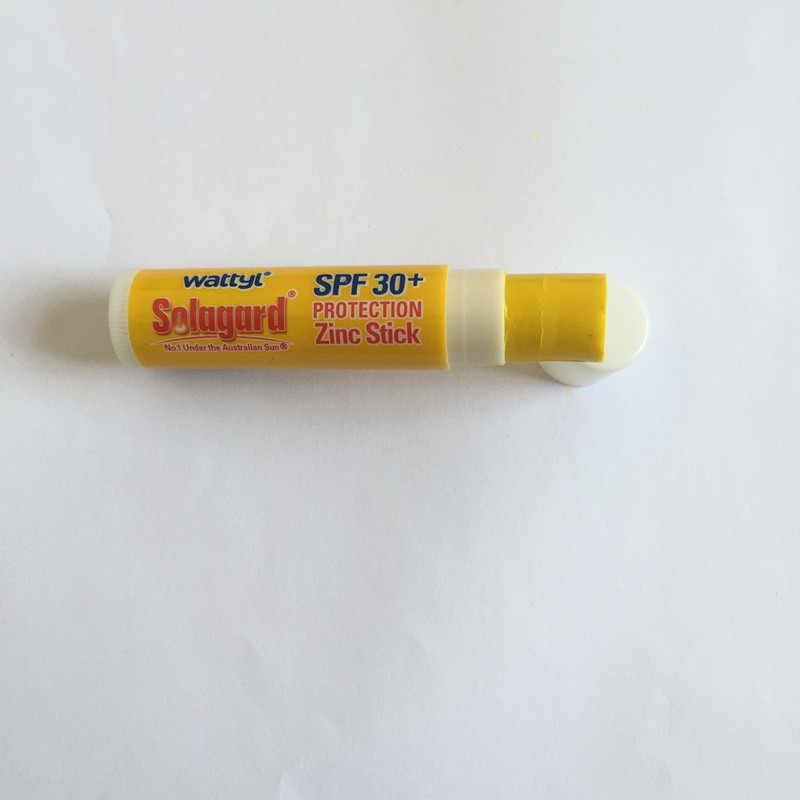 wattyl®
Solagard®
No.1 Under the Australian Sun®
SPF 30+
PROTECTION
Zinc Stick